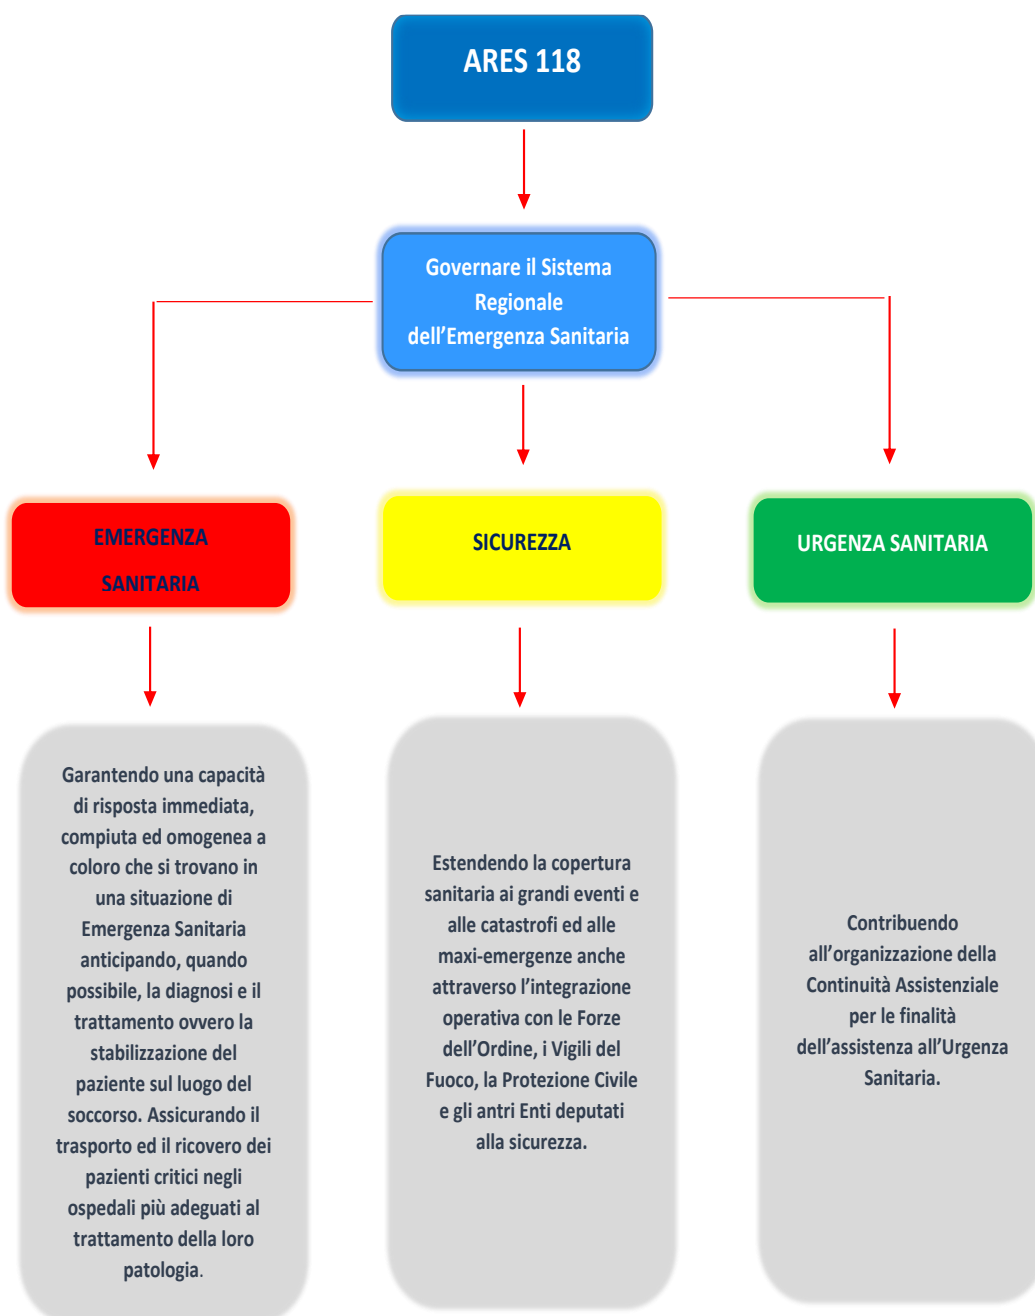 ARES 118
Governare il Sistema
Regionale
dell’Emergenza Sanitaria
EMERGENZA
SANITARIA
SICUREZZA
URGENZA SANITARIA
Garantendo una capacità
di risposta immediata,
compiuta ed omogenea a
coloro che si trovano in
una situazione di
Emergenza Sanitaria
anticipando, quando
possibile, la diagnosi e il
trattamento ovvero la
stabilizzazione del
paziente sul luogo del
soccorso. Assicurando il
trasporto ed il ricovero dei
pazienti critici negli
ospedali più adeguati al
trattamento della loro
patologia.
Estendendo la copertura
sanitaria ai grandi eventi e
alle catastrofi ed alle
maxi-emergenze anche
attraverso l’integrazione
operativa con le Forze
dell’Ordine, i Vigili del
Fuoco, la Protezione Civile
e gli antri Enti deputati
alla sicurezza.
Contribuendo
all’organizzazione della
Continuità Assistenziale
per le finalità
dell’assistenza all’Urgenza
Sanitaria.